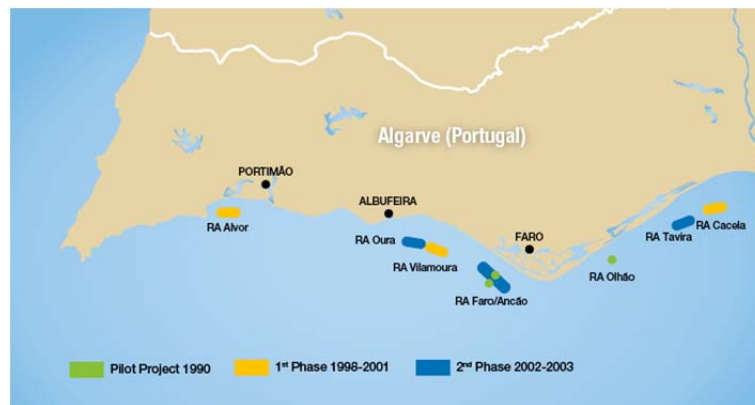 Algarve (Portugal)
PORTIMÃO
ALBUFEIRA
FARO
RA Alvor
RA Oura
RA Vilamoura
RA Faro/Ancão
RA Olhão
RA Tavira
RA Cacela
Pilot Project 1990
1st Phase 1998-2001
2nd Phase 2002-2003